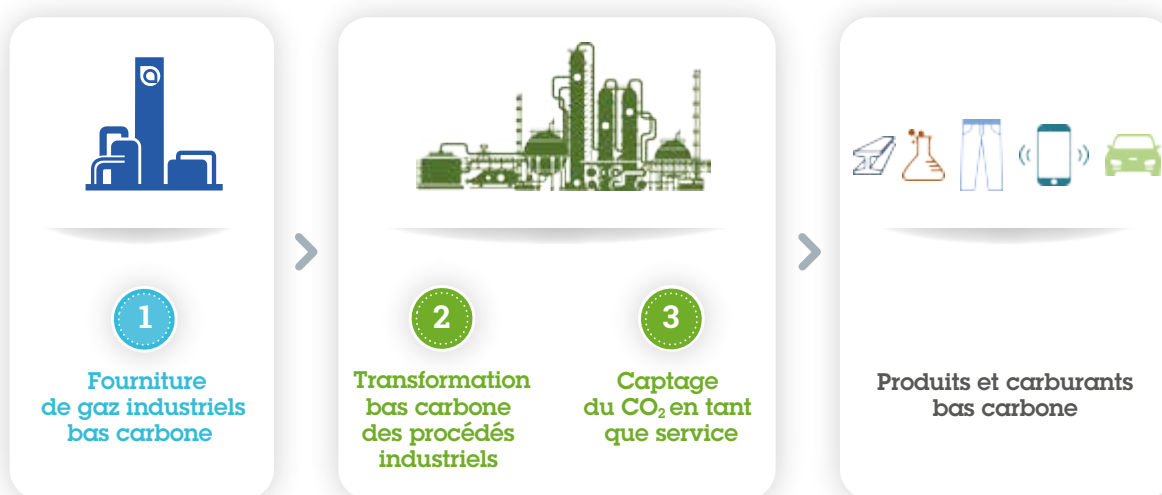 1
Fourniture
de gaz industriels
bas carbone
2
Transformation
bas carbone
des procédés
industriels
3
Captage
du CO₂ en tant
que service
Produits et carburants
bas carbone